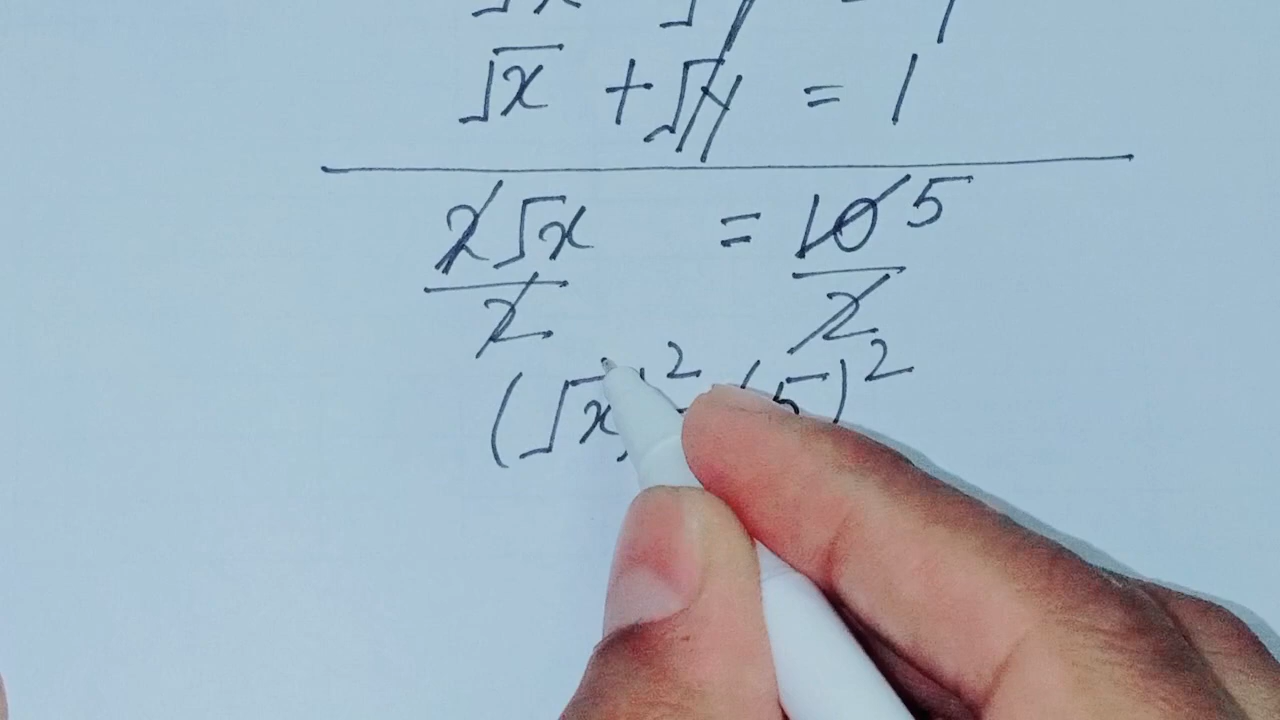 √x + √y = 1
2√x = 10 5
2 2
(√x)² = (5)²